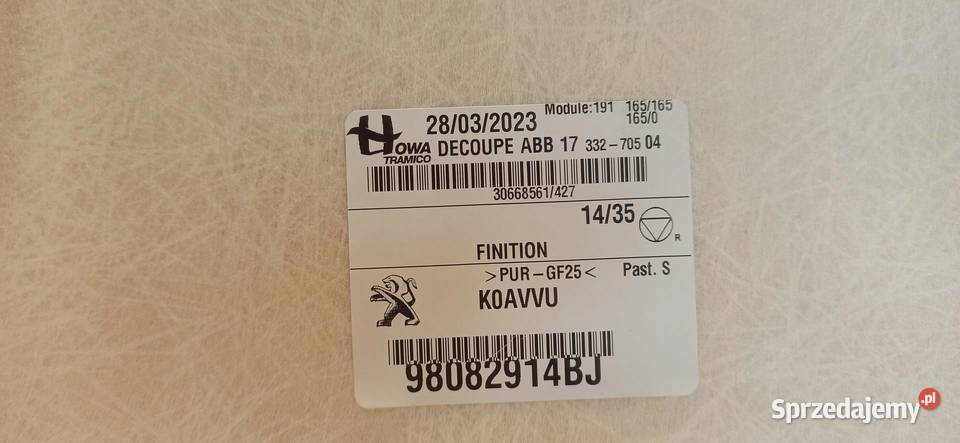 Module:191 165/165
165/0
28/03/2023
HOWA
TRAMICO
DECOUPE ABB 17 332-705 04
30668561/427
14/35
R
FINITION
>PUR-GF25< Past. S
K0AVVU
98082914BJ
Sprzedajemy.pl